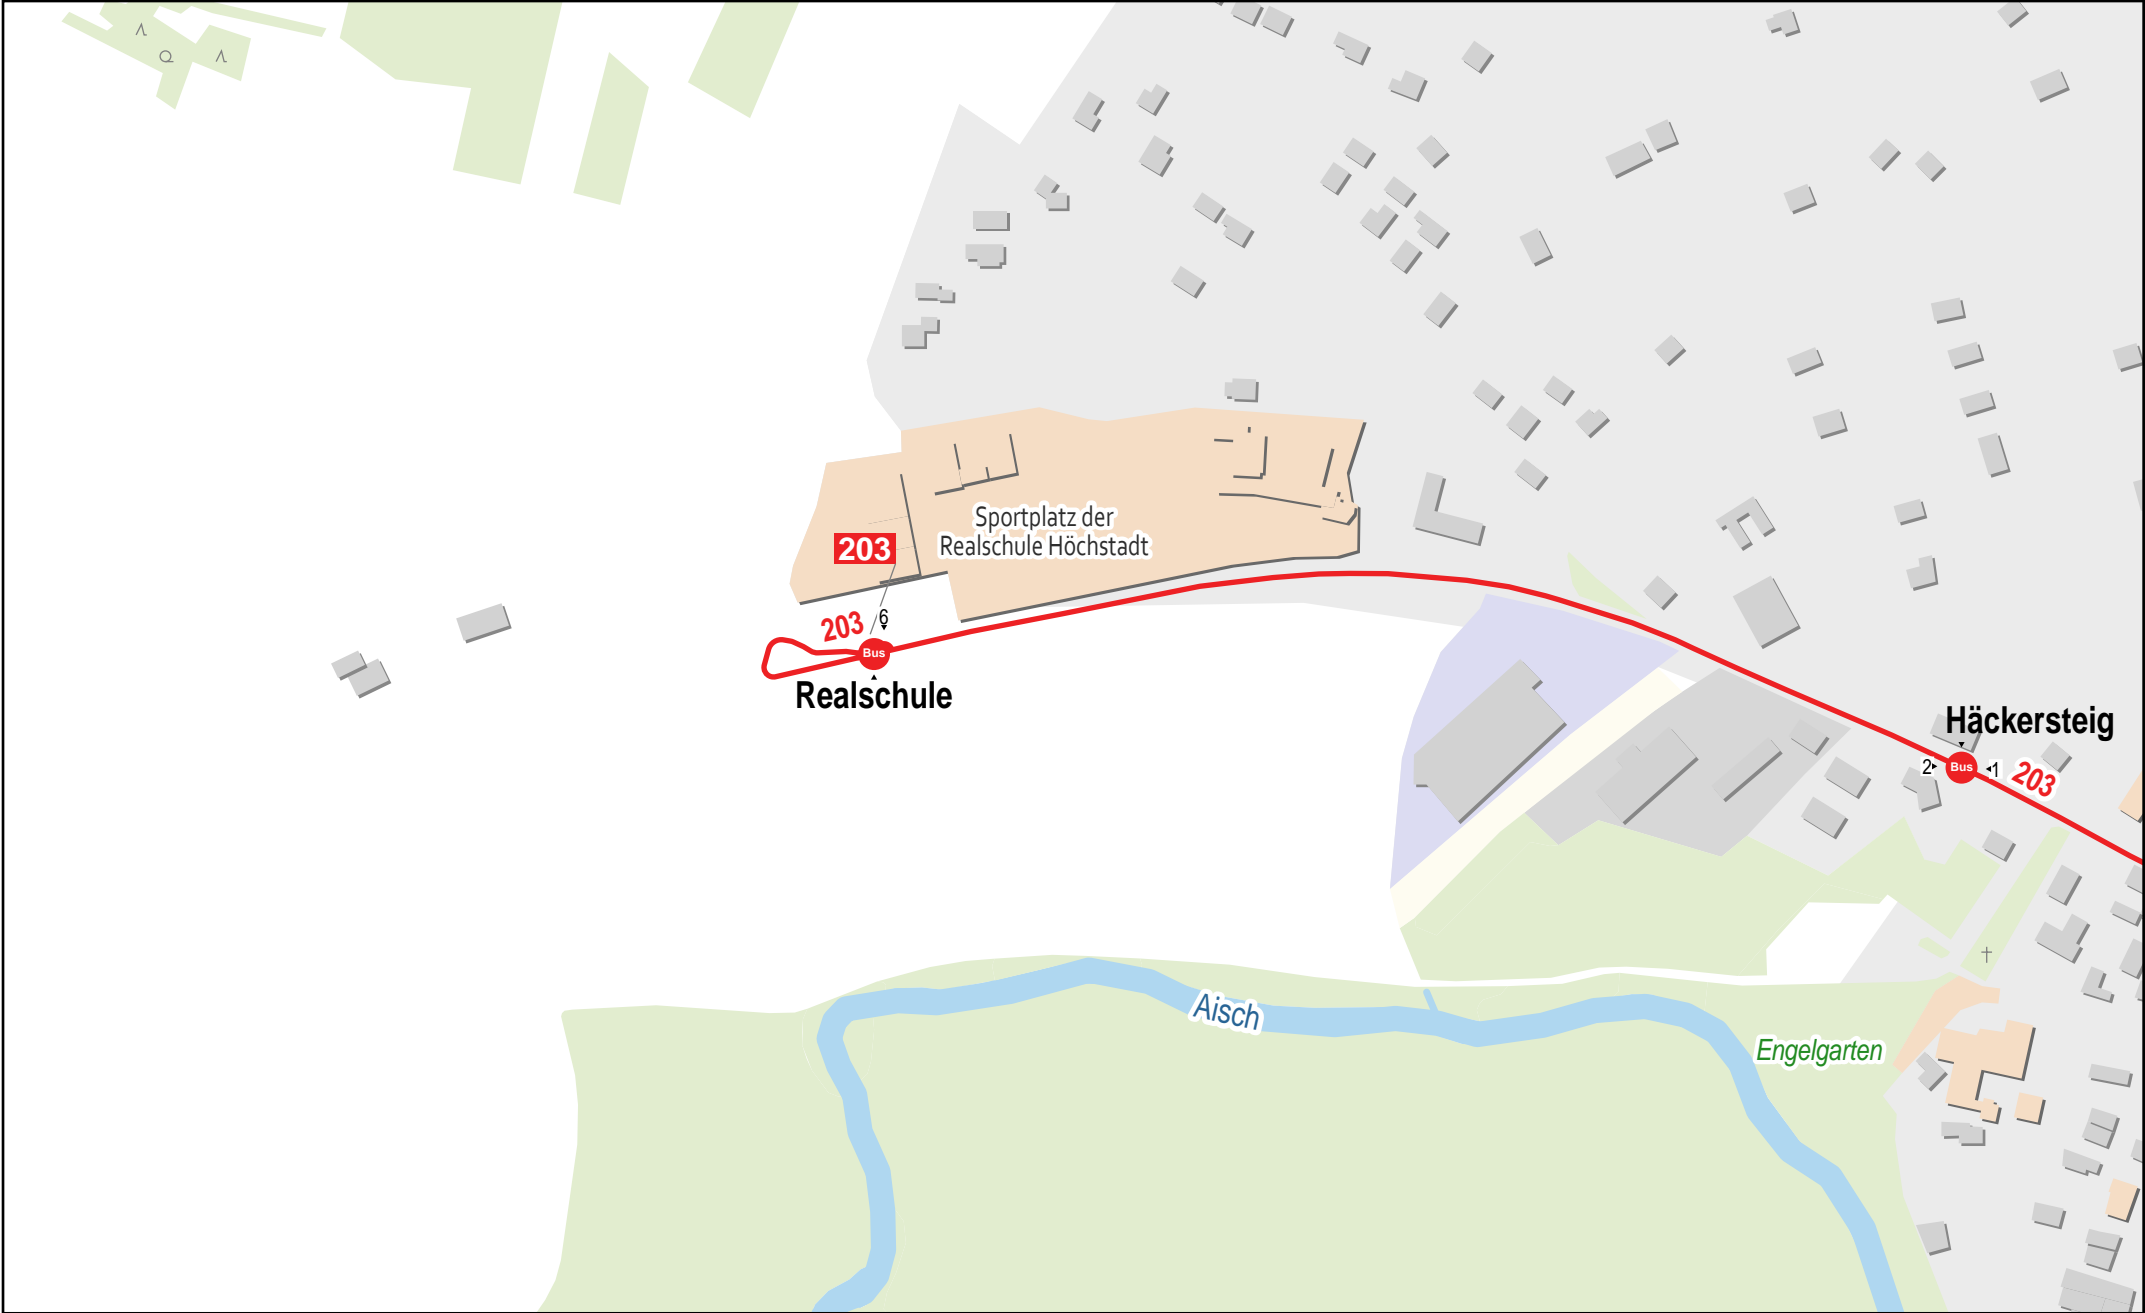 Sportplatz der
Realschule Höchstadt
203
203
6
Bus
Realschule
Häckersteig
2
Bus
1
203
Aisch
Engelgarten